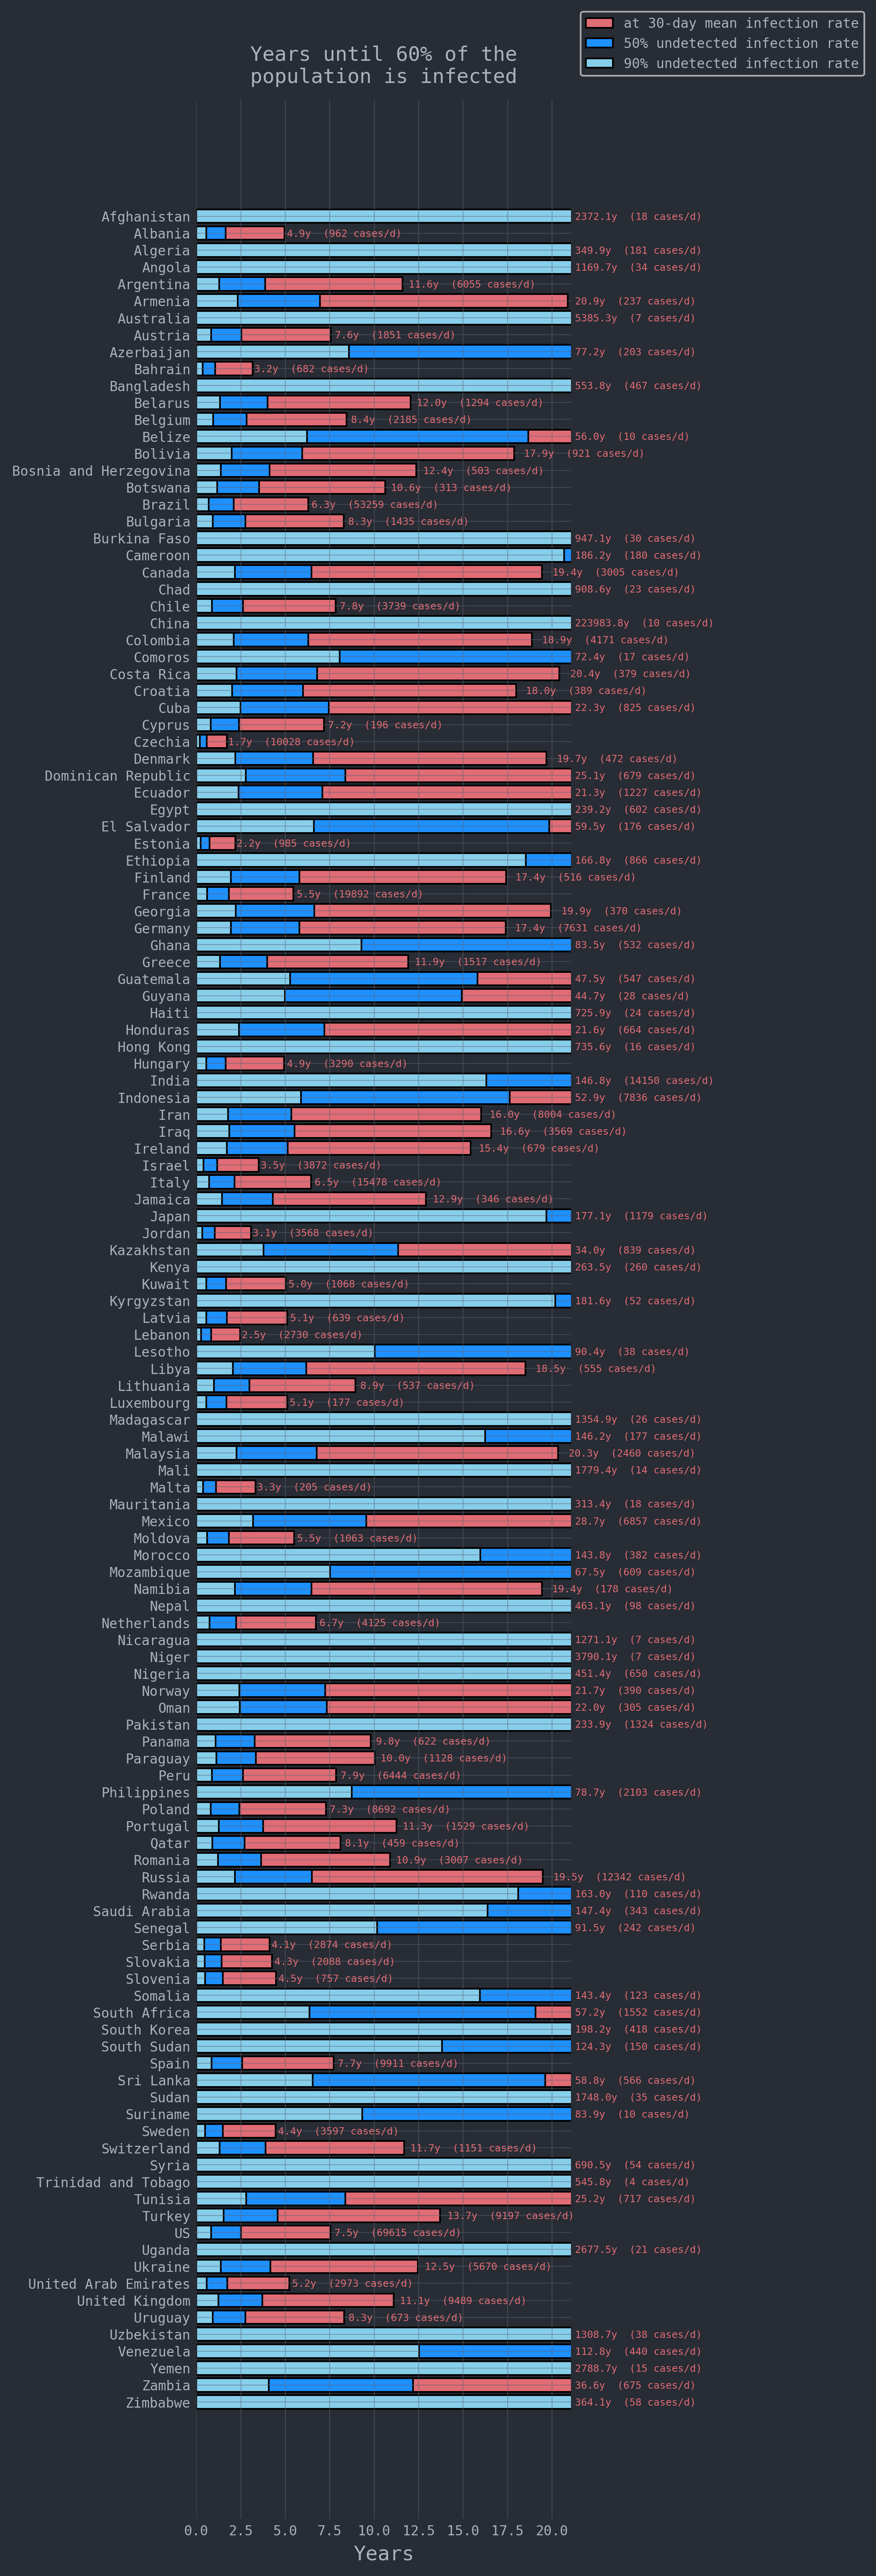 at 30-day mean infection rate
50% undetected infection rate
90% undetected infection rate
Years until 60% of the
population is infected
Afghanistan 2372.1y (18 cases/d)
Albania 4.9y (962 cases/d)
Algeria 349.9y (181 cases/d)
Angola 1169.7y (34 cases/d)
Argentina 11.6y (6055 cases/d)
Armenia 20.9y (237 cases/d)
Australia 5385.3y (7 cases/d)
Austria 7.6y (1851 cases/d)
Azerbaijan 77.2y (203 cases/d)
Bahrain 3.2y (682 cases/d)
Bangladesh 553.8y (467 cases/d)
Belarus 12.0y (1294 cases/d)
Belgium 8.4y (2185 cases/d)
Belize 56.0y (10 cases/d)
Bolivia 17.9y (921 cases/d)
Bosnia and Herzegovina 12.4y (503 cases/d)
Botswana 10.6y (313 cases/d)
Brazil 6.3y (53259 cases/d)
Bulgaria 8.3y (1435 cases/d)
Burkina Faso 947.1y (30 cases/d)
Cameroon 186.2y (180 cases/d)
Canada 19.4y (3005 cases/d)
Chad 908.6y (23 cases/d)
Chile 7.8y (3739 cases/d)
China 223983.8y (10 cases/d)
Colombia 18.9y (4171 cases/d)
Comoros 72.4y (17 cases/d)
Costa Rica 20.4y (379 cases/d)
Croatia 18.0y (389 cases/d)
Cuba 22.3y (825 cases/d)
Cyprus 7.2y (196 cases/d)
Czechia 1.7y (10028 cases/d)
Denmark 19.7y (472 cases/d)
Dominican Republic 25.1y (679 cases/d)
Ecuador 21.3y (1227 cases/d)
Egypt 239.2y (602 cases/d)
El Salvador 59.5y (176 cases/d)
Estonia 2.2y (985 cases/d)
Ethiopia 166.8y (866 cases/d)
Finland 17.4y (516 cases/d)
France 5.5y (19892 cases/d)
Georgia 19.9y (370 cases/d)
Germany 17.4y (7631 cases/d)
Ghana 83.5y (532 cases/d)
Greece 11.9y (1517 cases/d)
Guatemala 47.5y (547 cases/d)
Guyana 44.7y (28 cases/d)
Haiti 725.9y (24 cases/d)
Honduras 21.6y (664 cases/d)
Hong Kong 735.6y (16 cases/d)
Hungary 4.9y (3290 cases/d)
India 146.8y (14150 cases/d)
Indonesia 52.9y (7836 cases/d)
Iran 16.0y (8004 cases/d)
Iraq 16.6y (3569 cases/d)
Ireland 15.4y (679 cases/d)
Israel 3.5y (3872 cases/d)
Italy 6.5y (15478 cases/d)
Jamaica 12.9y (346 cases/d)
Japan 177.1y (1179 cases/d)
Jordan 3.1y (3568 cases/d)
Kazakhstan 34.0y (839 cases/d)
Kenya 263.5y (260 cases/d)
Kuwait 5.0y (1068 cases/d)
Kyrgyzstan 181.6y (52 cases/d)
Latvia 5.1y (639 cases/d)
Lebanon 2.5y (2730 cases/d)
Lesotho 90.4y (38 cases/d)
Libya 18.5y (555 cases/d)
Lithuania 8.9y (537 cases/d)
Luxembourg 5.1y (177 cases/d)
Madagascar 1354.9y (26 cases/d)
Malawi 146.2y (177 cases/d)
Malaysia 20.3y (2460 cases/d)
Mali 1779.4y (14 cases/d)
Malta 3.3y (205 cases/d)
Mauritania 313.4y (18 cases/d)
Mexico 28.7y (6857 cases/d)
Moldova 5.5y (1063 cases/d)
Morocco 143.8y (382 cases/d)
Mozambique 67.5y (609 cases/d)
Namibia 19.4y (178 cases/d)
Nepal 463.1y (98 cases/d)
Netherlands 6.7y (4125 cases/d)
Nicaragua 1271.1y (7 cases/d)
Niger 3790.1y (7 cases/d)
Nigeria 451.4y (650 cases/d)
Norway 21.7y (390 cases/d)
Oman 22.0y (305 cases/d)
Pakistan 233.9y (1324 cases/d)
Panama 9.8y (622 cases/d)
Paraguay 10.0y (1128 cases/d)
Peru 7.9y (6444 cases/d)
Philippines 78.7y (2103 cases/d)
Poland 7.3y (8692 cases/d)
Portugal 11.3y (1529 cases/d)
Qatar 8.1y (459 cases/d)
Romania 10.9y (3007 cases/d)
Russia 19.5y (12342 cases/d)
Rwanda 163.0y (110 cases/d)
Saudi Arabia 147.4y (343 cases/d)
Senegal 91.5y (242 cases/d)
Serbia 4.1y (2874 cases/d)
Slovakia 4.3y (2088 cases/d)
Slovenia 4.5y (757 cases/d)
Somalia 143.4y (123 cases/d)
South Africa 57.2y (1552 cases/d)
South Korea 198.2y (418 cases/d)
South Sudan 124.3y (150 cases/d)
Spain 7.7y (9911 cases/d)
Sri Lanka 58.8y (566 cases/d)
Sudan 1748.0y (35 cases/d)
Suriname 83.9y (10 cases/d)
Sweden 4.4y (3597 cases/d)
Switzerland 11.7y (1151 cases/d)
Syria 690.5y (54 cases/d)
Trinidad and Tobago 545.8y (4 cases/d)
Tunisia 25.2y (717 cases/d)
Turkey 13.7y (9197 cases/d)
US 7.5y (69615 cases/d)
Uganda 2677.5y (21 cases/d)
Ukraine 12.5y (5670 cases/d)
United Arab Emirates 5.2y (2973 cases/d)
United Kingdom 11.1y (9489 cases/d)
Uruguay 8.3y (673 cases/d)
Uzbekistan 1308.7y (38 cases/d)
Venezuela 112.8y (440 cases/d)
Yemen 2788.7y (15 cases/d)
Zambia 36.6y (675 cases/d)
Zimbabwe 364.1y (58 cases/d)
0.0 2.5 5.0 7.5 10.0 12.5 15.0 17.5 20.0
Years